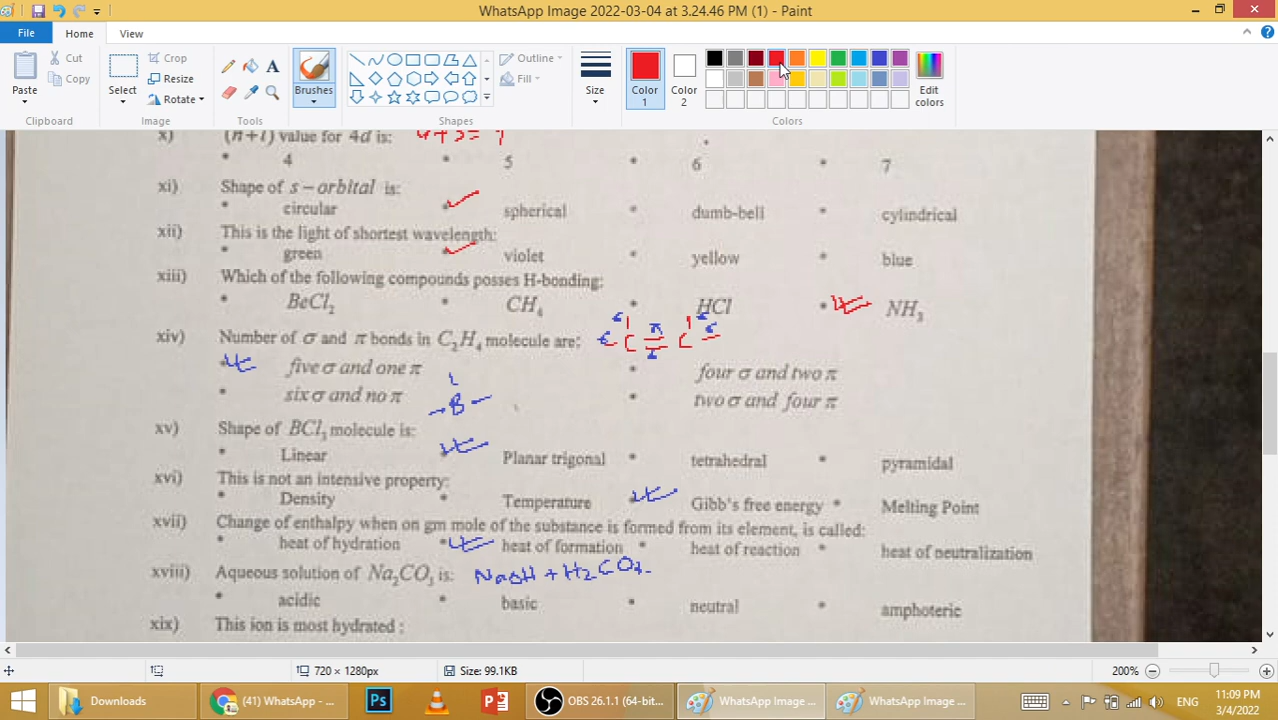 WhatsApp Image 2022-03-04 at 3.24.46 PM (1) - Paint
File Home View
Paste Cut Copy Clipboard
Select Crop Resize Rotate Image
A Tools
Brushes
Shapes Outline Fill
Size
Color 1 Color 2 Edit colors Colors
x) (n+l) value for 4d is: 4+3= 7
4 5 6 7
xi) Shape of s-orbital is:
circular spherical dumb-bell cylindrical
xii) This is the light of shortest wavelength:
green violet yellow blue
xiii) Which of the following compounds posses H-bonding:
BeCl₂ CH₄ HCl NH₃
xiv) Number of σ and π bonds in C₂H₄ molecule are:
five σ and one π four σ and two π
six σ and no π two σ and four π
xv) Shape of BCl₃ molecule is:
Linear Planar trigonal tetrahedral pyramidal
xvi) This is not an intensive property:
Density Temperature Gibb's free energy Melting Point
xvii) Change of enthalpy when on gm mole of the substance is formed from its element, is called:
heat of hydration heat of formation heat of reaction heat of neutralization
xviii) Aqueous solution of Na₂CO₃ is: NaOH + H₂CO₃
acidic basic neutral amphoteric
xix) This ion is most hydrated :
720 × 1280px Size: 99.1KB 200%
Downloads (41) WhatsApp - ... Ps OBS 26.1.1 (64-bit... WhatsApp Image ... WhatsApp Image ... ENG 11:09 PM
3/4/2022